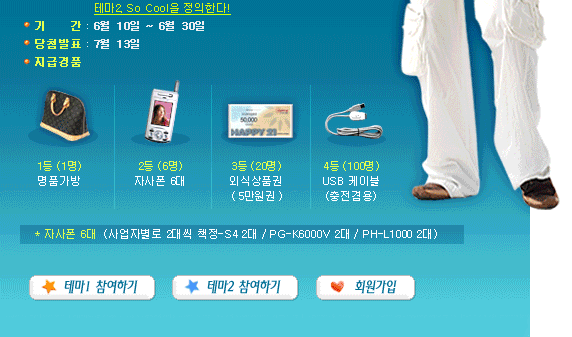 테마2, So Cool을 정의한다!
기 간 : 6월 10일 ~ 6월 30일
당첨발표 : 7월 13일
지급경품
50,000
HAPPY 21
1등 (1명)
명품가방
2등 (6명)
자사폰 6대
3등 (20명)
외식상품권
( 5만원권 )
4등 (100명)
USB 케이블
(충전겸용)
* 자사폰 6대 (사업자별로 2대씩 책정-S4 2대 / PG-K6000V 2대 / PH-L1000 2대)
테마1 참여하기
테마2 참여하기
회원가입